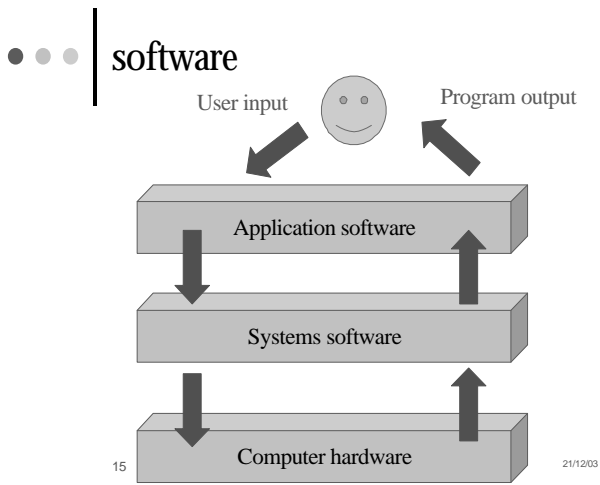 software
User input
Program output
Application software
Systems software
Computer hardware
15
21/12/03